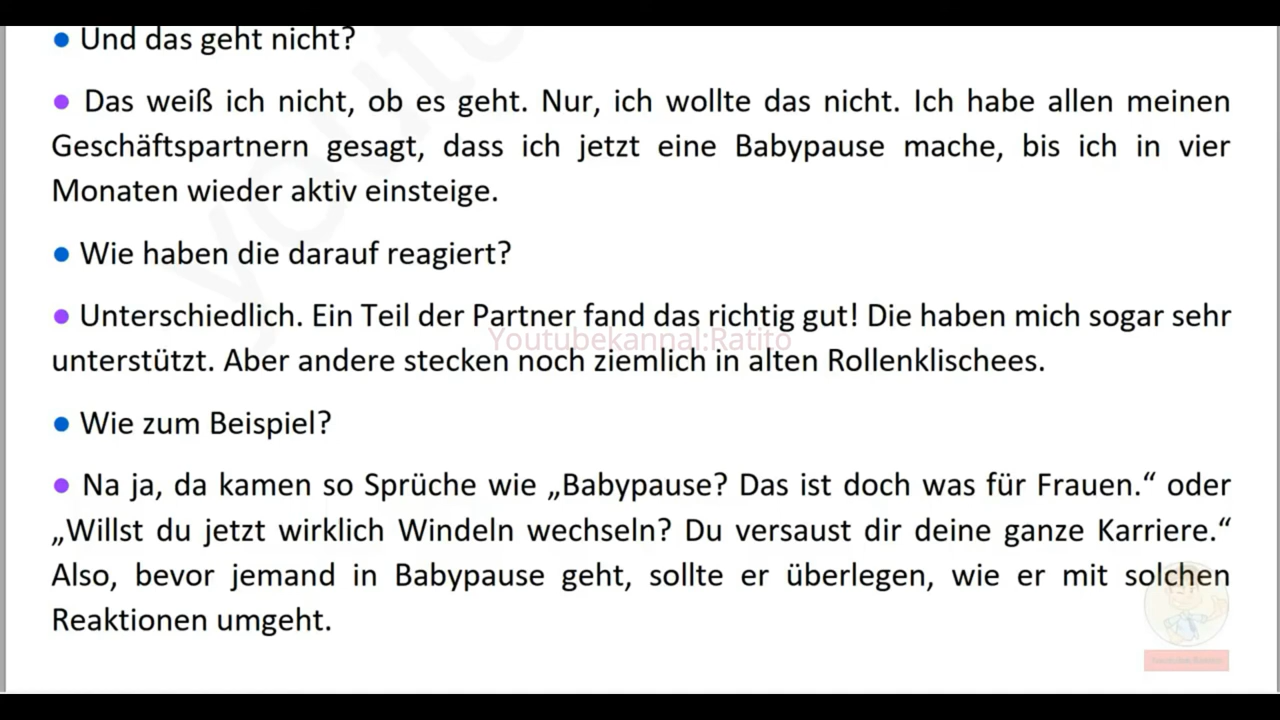 ● Und das geht nicht?
● Das weiß ich nicht, ob es geht. Nur, ich wollte das nicht. Ich habe allen meinen
Geschäftspartnern gesagt, dass ich jetzt eine Babypause mache, bis ich in vier
Monaten wieder aktiv einsteige.
● Wie haben die darauf reagiert?
● Unterschiedlich. Ein Teil der Partner fand das richtig gut! Die haben mich sogar sehr
Youtubekannal:Ratito
unterstützt. Aber andere stecken noch ziemlich in alten Rollenklischees.
● Wie zum Beispiel?
● Na ja, da kamen so Sprüche wie „Babypause? Das ist doch was für Frauen.“ oder
„Willst du jetzt wirklich Windeln wechseln? Du versaust dir deine ganze Karriere.“
Also, bevor jemand in Babypause geht, sollte er überlegen, wie er mit solchen
Reaktionen umgeht.